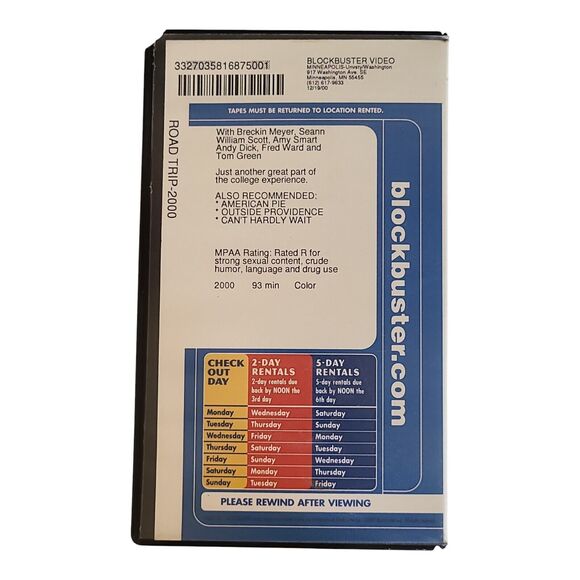 33270358168750­01
BLOCKBUSTER VIDEO
MINNEAPOLIS-Unvsty/Washington
917 Washington Ave. SE
Minneapolis, MN 55455
(612) 617-9633
12/19/00
TAPES MUST BE RETURNED TO LOCATION RENTED.
ROAD TRIP-2000
With Breckin Meyer, Seann
William Scott, Amy Smart
Andy Dick, Fred Ward and
Tom Green
Just another great part of
the college experience.
ALSO RECOMMENDED:
* AMERICAN PIE
* OUTSIDE PROVIDENCE
* CAN'T HARDLY WAIT
MPAA Rating: Rated R for
strong sexual content, crude
humor, language and drug use
2000 93 min Color
blockbuster.com
CHECK OUT DAY
2-DAY RENTALS
2-day rentals due
back by NOON the
3rd day
5-DAY RENTALS
5-day rentals due
back by NOON the
6th day
Monday Wednesday Saturday
Tuesday Thursday Sunday
Wednesday Friday Monday
Thursday Saturday Tuesday
Friday Sunday Wednesday
Saturday Monday Thursday
Sunday Tuesday Friday
PLEASE REWIND AFTER VIEWING